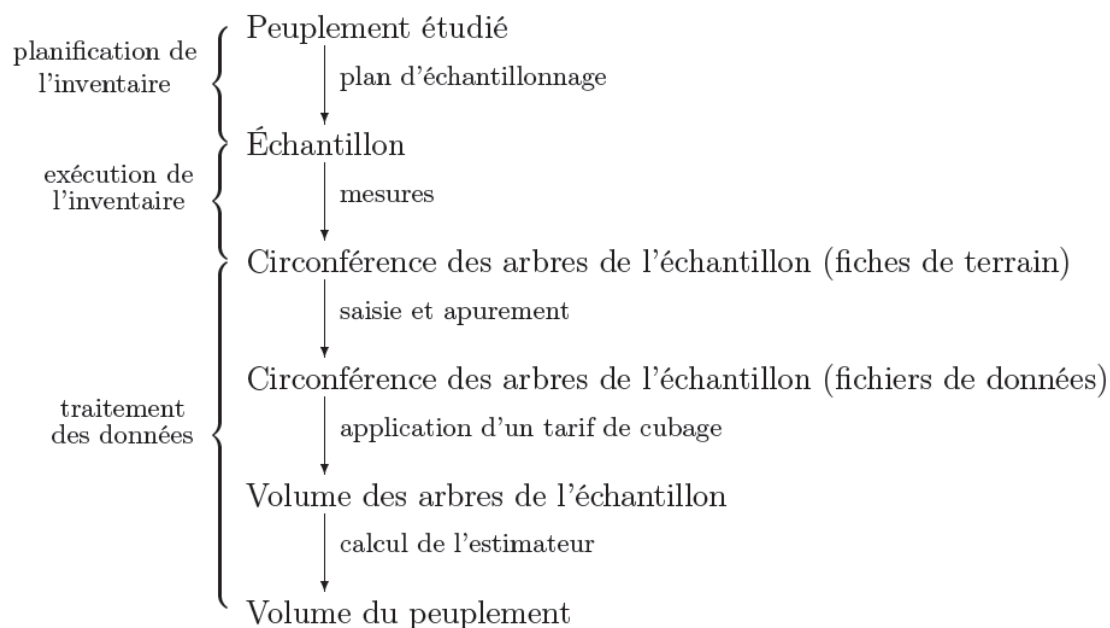 Peuplement étudié
planification de
l'inventaire
plan d'échantillonnage
Échantillon
exécution de
l'inventaire
mesures
Circonférence des arbres de l'échantillon (fiches de terrain)
saisie et apurement
Circonférence des arbres de l'échantillon (fichiers de données)
traitement
des données
application d'un tarif de cubage
Volume des arbres de l'échantillon
calcul de l'estimateur
Volume du peuplement